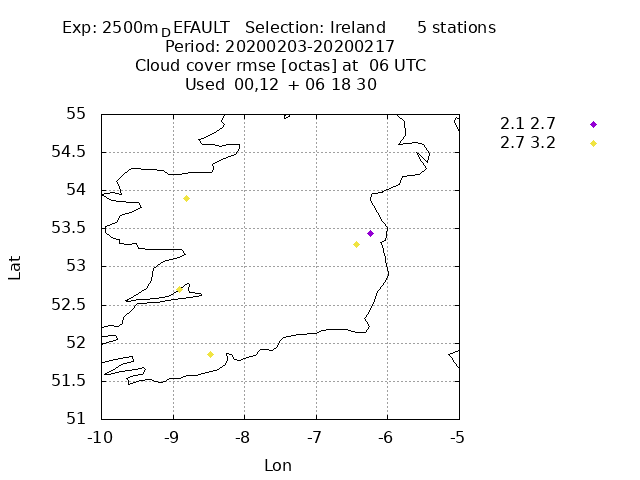 Exp: 2500m_DEFAULT Selection: Ireland 5 stations
Period: 20200203-20200217
Cloud cover rmse [octas] at 06 UTC
Used 00,12 + 06 18 30
2.1 2.7
2.7 3.2
55
54.5
54
53.5
53
52.5
52
51.5
51
Lat
-10 -9 -8 -7 -6 -5
Lon